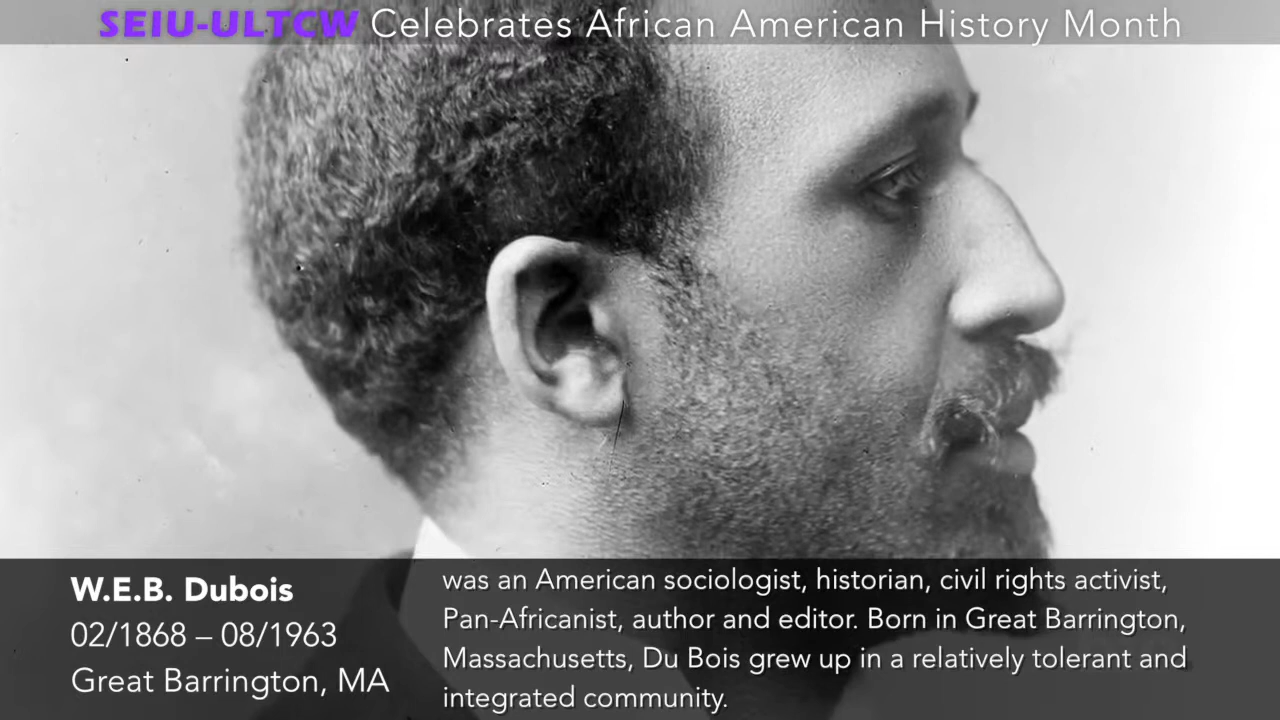 SEIU-ULTCW Celebrates African American History Month
W.E.B. Dubois
02/1868 – 08/1963
Great Barrington, MA
was an American sociologist, historian, civil rights activist,
Pan-Africanist, author and editor. Born in Great Barrington,
Massachusetts, Du Bois grew up in a relatively tolerant and
integrated community.